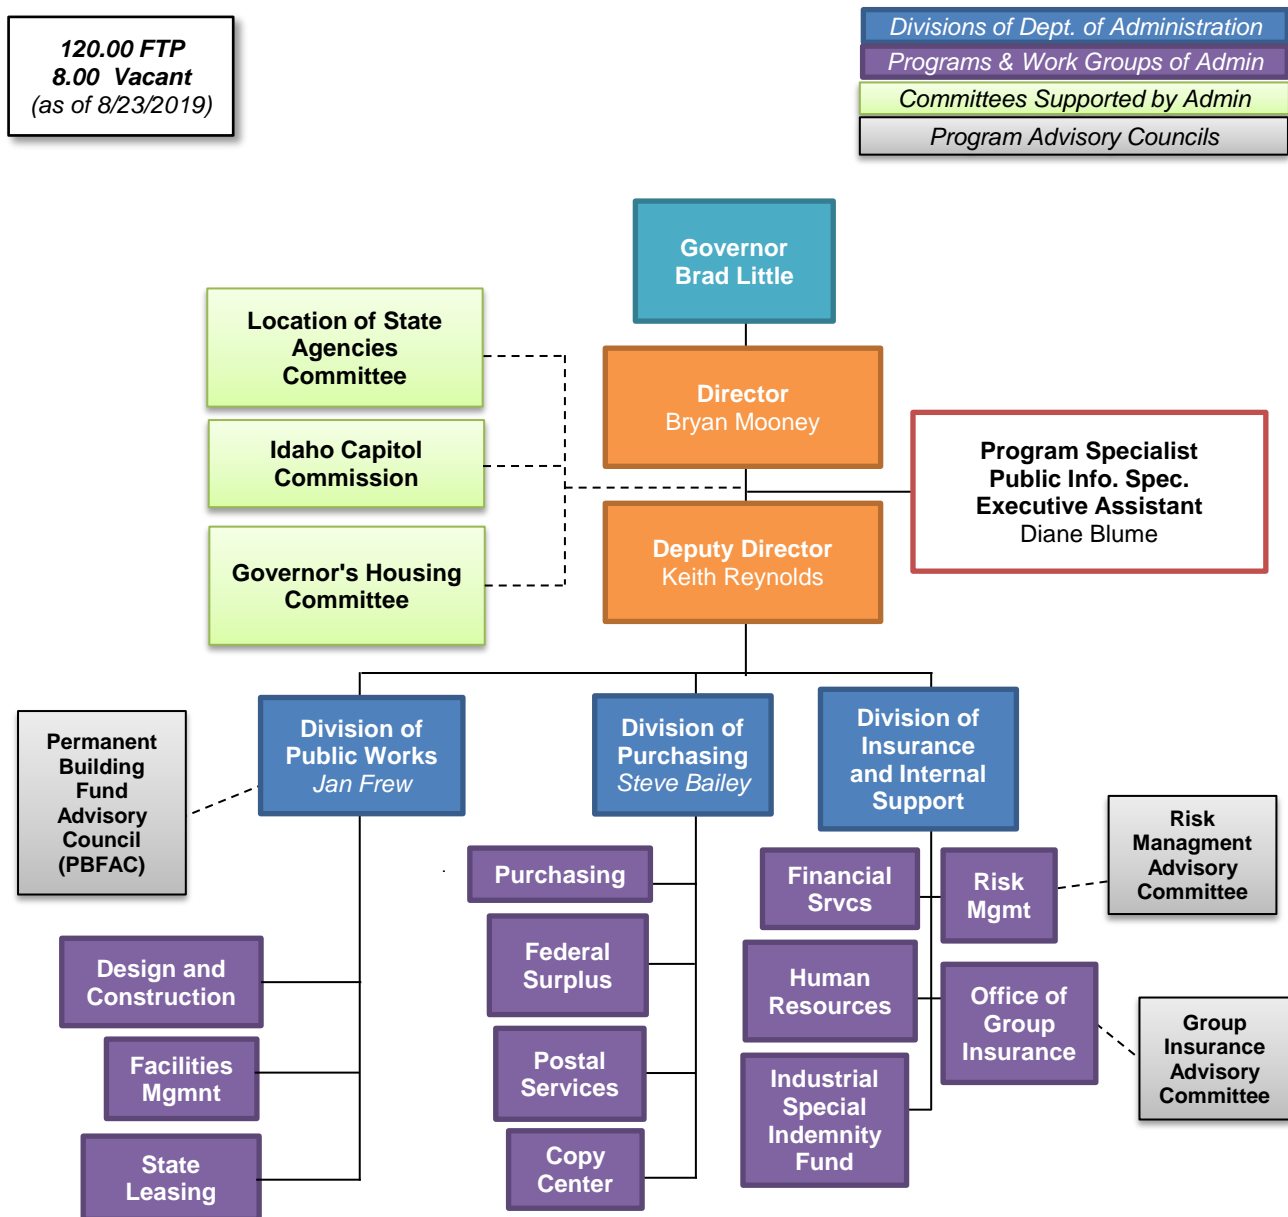 120.00 FTP
8.00 Vacant
(as of 8/23/2019)
Divisions of Dept. of Administration
Programs & Work Groups of Admin
Committees Supported by Admin
Program Advisory Councils
Governor
Brad Little
Location of State
Agencies
Committee
Director
Bryan Mooney
Idaho Capitol
Commission
Program Specialist
Public Info. Spec.
Executive Assistant
Diane Blume
Deputy Director
Keith Reynolds
Governor's Housing
Committee
Permanent
Building
Fund
Advisory
Council
(PBFAC)
Division of
Public Works
Jan Frew
Division of
Purchasing
Steve Bailey
Division of
Insurance
and Internal
Support
Risk
Managment
Advisory
Committee
Design and
Construction
Facilities
Mgmnt
State
Leasing
Purchasing
Federal
Surplus
Postal
Services
Copy
Center
Financial
Srvcs
Risk
Mgmt
Human
Resources
Office of
Group
Insurance
Industrial
Special
Indemnity
Fund
Group
Insurance
Advisory
Committee